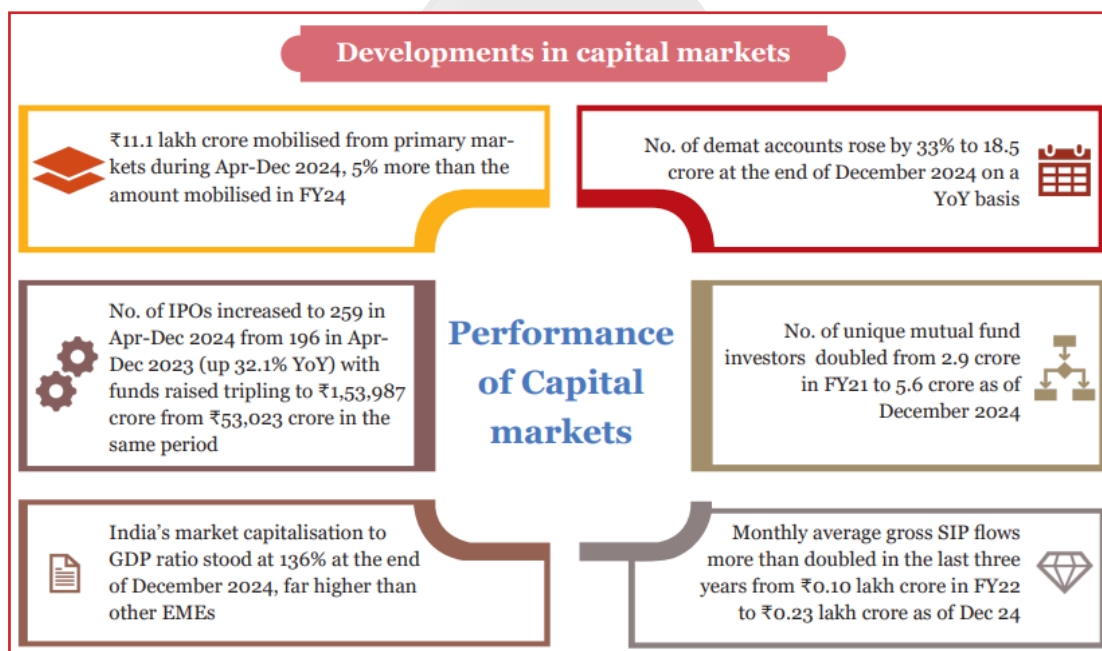 Developments in capital markets
₹11.1 lakh crore mobilised from primary mar-
kets during Apr-Dec 2024, 5% more than the
amount mobilised in FY24
No. of demat accounts rose by 33% to 18.5
crore at the end of December 2024 on a
YoY basis
No. of IPOs increased to 259 in
Apr-Dec 2024 from 196 in Apr-
Dec 2023 (up 32.1% YoY) with
funds raised tripling to ₹1,53,987
crore from ₹53,023 crore in the
same period
Performance
of Capital
markets
No. of unique mutual fund
investors doubled from 2.9 crore
in FY21 to 5.6 crore as of
December 2024
India's market capitalisation to
GDP ratio stood at 136% at the end
of December 2024, far higher than
other EMEs
Monthly average gross SIP flows
more than doubled in the last three
years from ₹0.10 lakh crore in FY22
to ₹0.23 lakh crore as of Dec 24